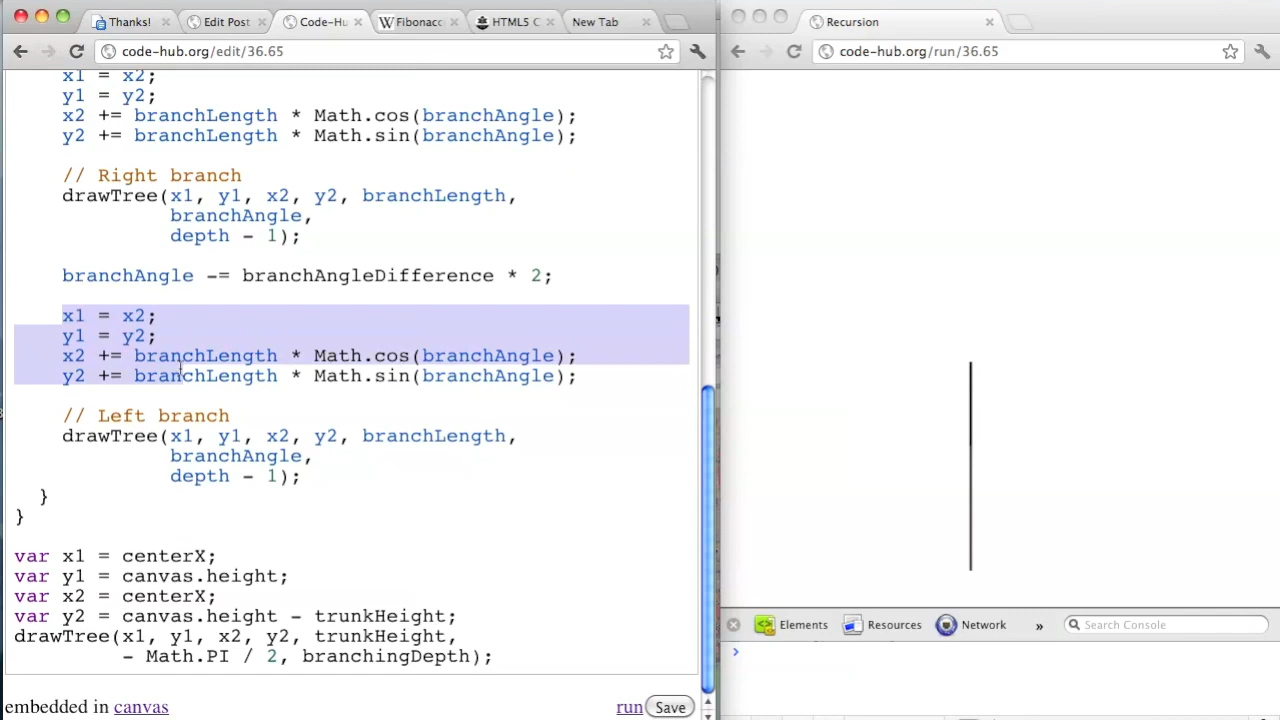 Thanks!
Edit Post
Code-Hu
Fibonacc
HTML5 C
New Tab
code-hub.org/edit/36.65
x1 = x2;
y1 = y2;
x2 += branchLength * Math.cos(branchAngle);
y2 += branchLength * Math.sin(branchAngle);
// Right branch
drawTree(x1, y1, x2, y2, branchLength,
branchAngle,
depth - 1);
branchAngle -= branchAngleDifference * 2;
x1 = x2;
y1 = y2;
x2 += branchLength * Math.cos(branchAngle);
y2 += branchLength * Math.sin(branchAngle);
// Left branch
drawTree(x1, y1, x2, y2, branchLength,
branchAngle,
depth - 1);
}
}
var x1 = centerX;
var y1 = canvas.height;
var x2 = centerX;
var y2 = canvas.height - trunkHeight;
drawTree(x1, y1, x2, y2, trunkHeight,
- Math.PI / 2, branchingDepth);
embedded in canvas
run Save
Recursion
code-hub.org/run/36.65
Elements Resources Network » Search Console
›